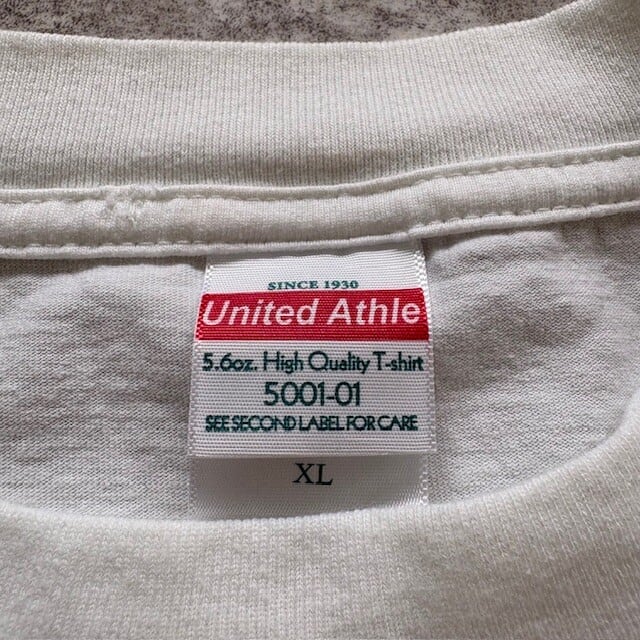 SINCE 1930
United Athle
5.6oz. High Quality T-shirt
5001-01
SEE SECOND LABEL FOR CARE
XL